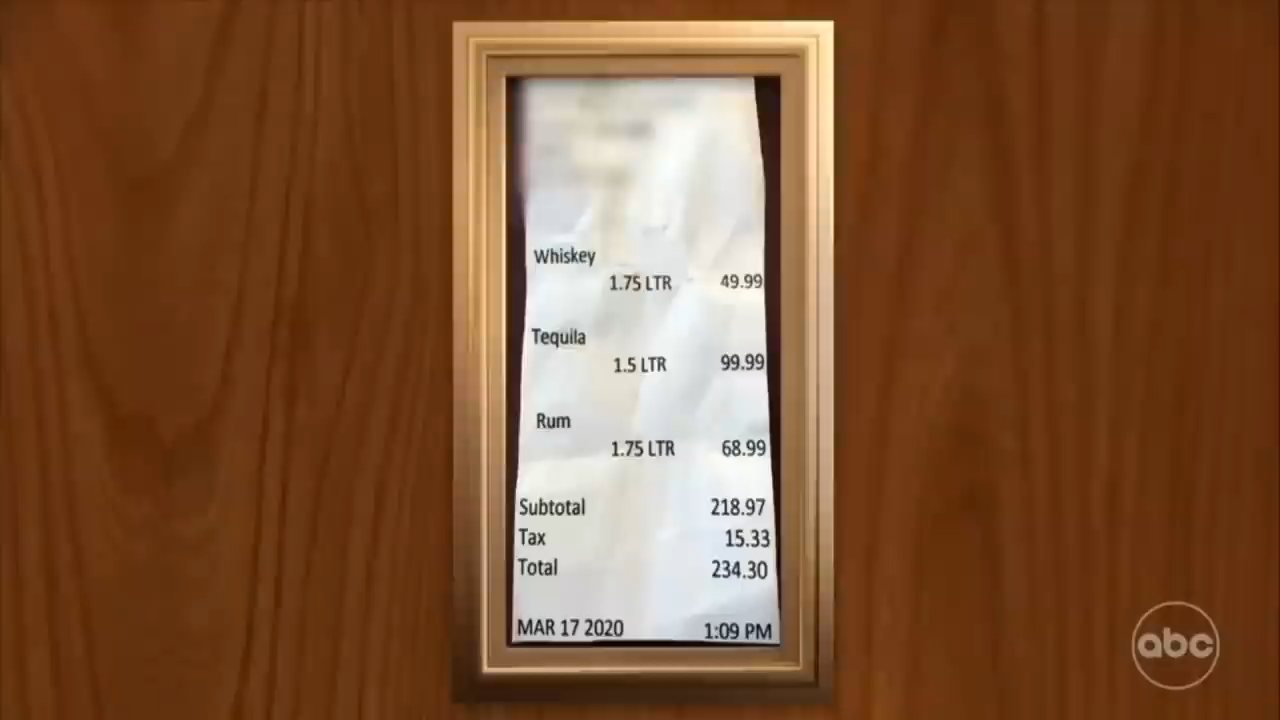 Whiskey
1.75 LTR 49.99
Tequila
1.5 LTR 99.99
Rum
1.75 LTR 68.99
Subtotal 218.97
Tax 15.33
Total 234.30
MAR 17 2020 1:09 PM
abc